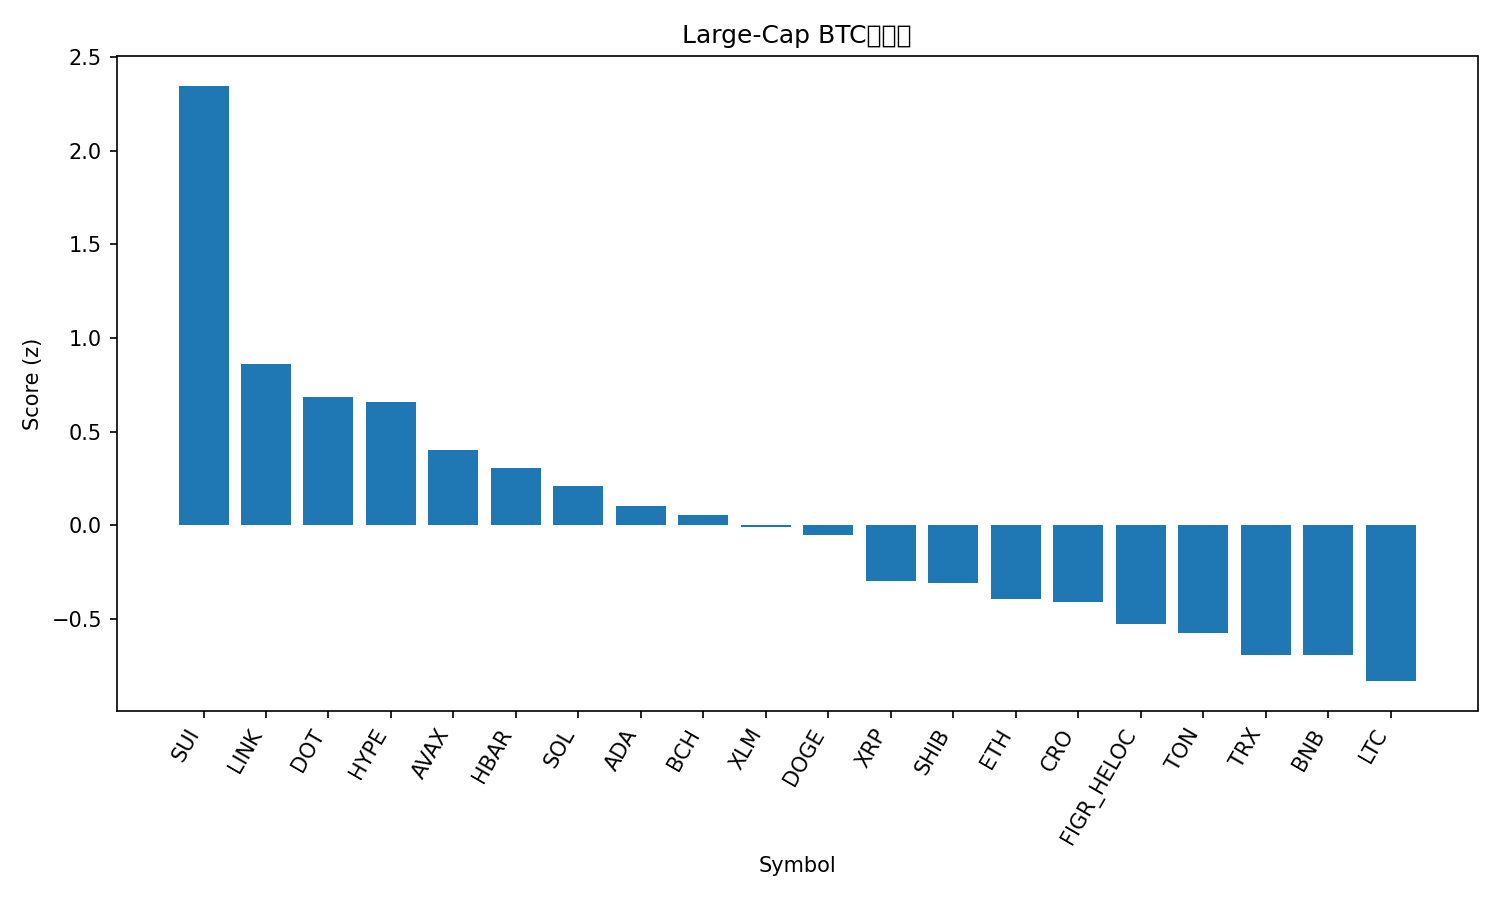 Large-Cap BTC
2.5
2.0
1.5
1.0
0.5
0.0
−0.5
Score (z)
SUI
LINK
DOT
HYPE
AVAX
HBAR
SOL
ADA
BCH
XLM
DOGE
XRP
SHIB
ETH
CRO
FIGR_HELOC
TON
TRX
BNB
LTC
Symbol